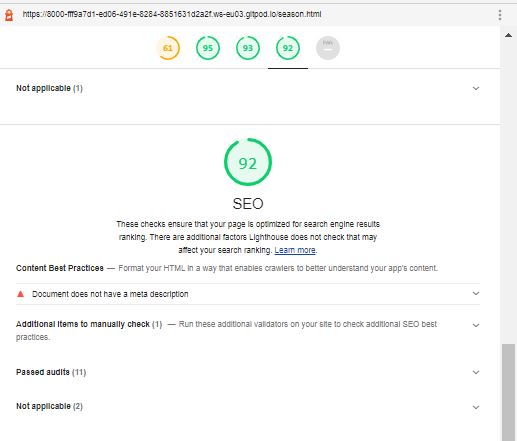 https://8000-fff9a7d1-ed06-491e-8284-8851631d2a2f.ws-eu03.gitpod.io/season.html
61 95 93 92 PWA
Not applicable (1)
92
SEO
These checks ensure that your page is optimized for search engine results
ranking. There are additional factors Lighthouse does not check that may
affect your search ranking. Learn more.
Content Best Practices — Format your HTML in a way that enables crawlers to better understand your app's content.
Document does not have a meta description
Additional items to manually check (1) — Run these additional validators on your site to check additional SEO best
practices.
Passed audits (11)
Not applicable (2)